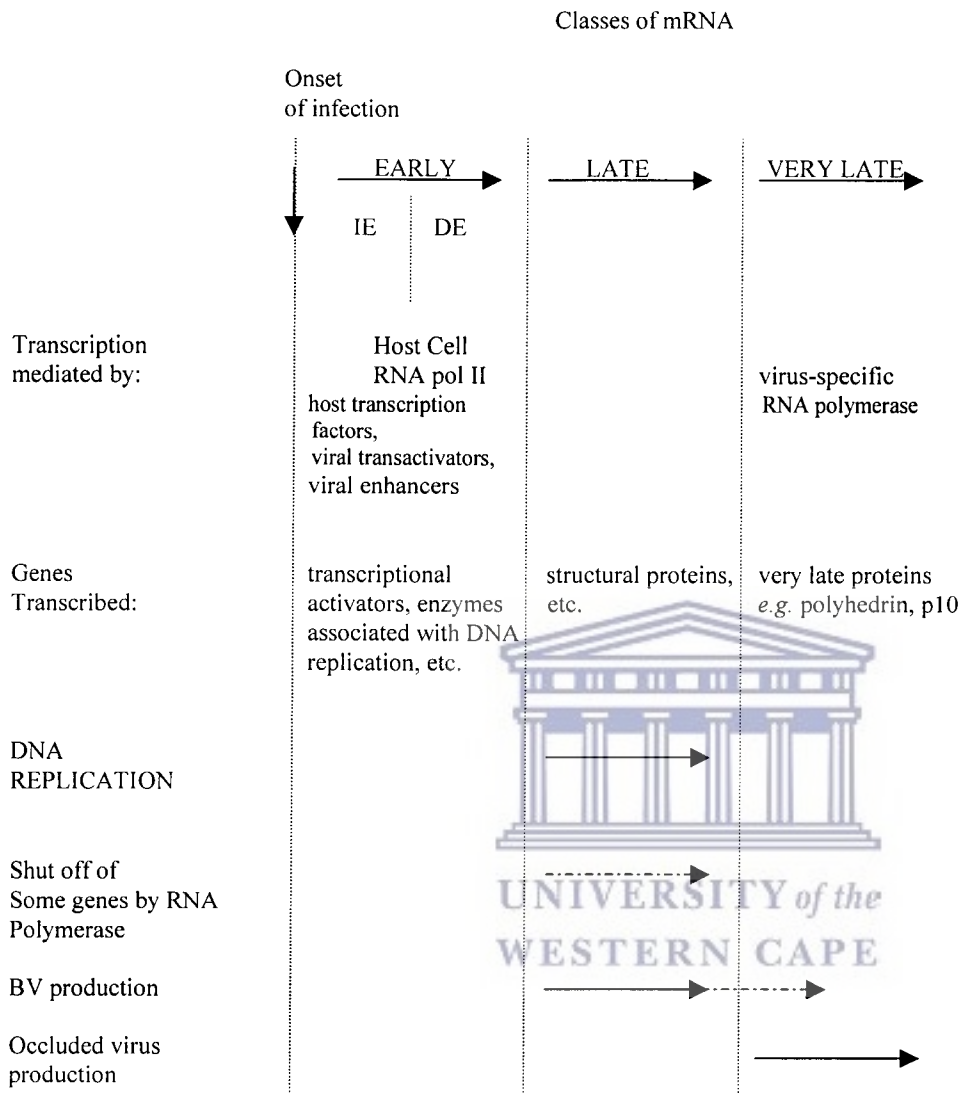 Classes of mRNA
Onset
of infection
EARLY
LATE
VERY LATE
IE
DE
Transcription
mediated by:
Host Cell
RNA pol II
host transcription
factors,
viral transactivators,
viral enhancers
virus-specific
RNA polymerase
Genes
Transcribed:
transcriptional
activators, enzymes
associated with DNA
replication, etc.
structural proteins,
etc.
very late proteins
e.g. polyhedrin, p10
DNA
REPLICATION
Shut off of
Some genes by RNA
Polymerase
UNIVERSITY of the
WESTERN CAPE
BV production
Occluded virus
production